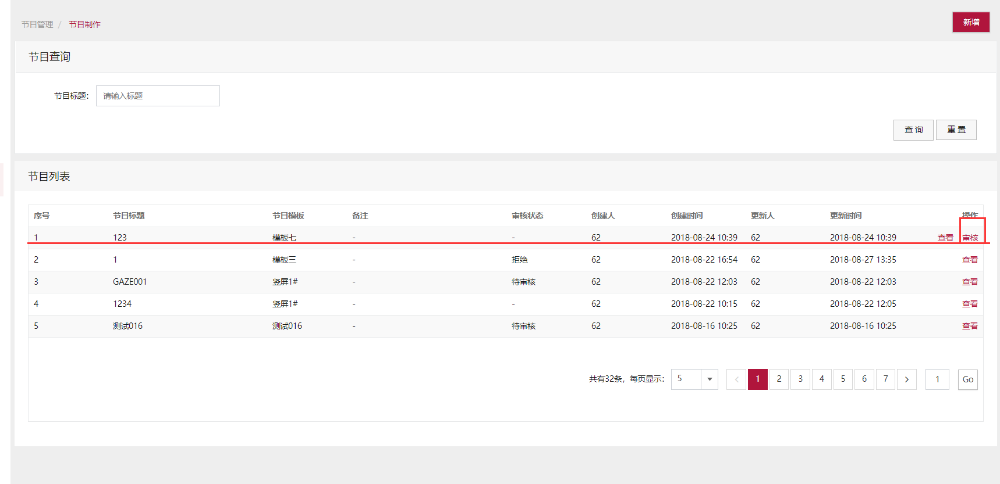 节目管理 / 节目制作
新增
节目查询
节目标题： 请输入标题
查 询 重 置
节目列表
序号 节目标题 节目模板 备注 审核状态 创建人 创建时间 更新人 更新时间 操作
1 123 模板七 - - 62 2018-08-24 10:39 62 2018-08-24 10:39 查看 审核
2 1 模板三 - 拒绝 62 2018-08-22 16:54 62 2018-08-27 13:35 查看
3 GAZE001 竖屏1# - 待审核 62 2018-08-22 12:03 62 2018-08-22 12:03 查看
4 1234 竖屏1# - - 62 2018-08-22 10:15 62 2018-08-22 12:05 查看
5 测试016 测试016 - 待审核 62 2018-08-16 10:25 62 2018-08-16 10:25 查看
共有32条，每页显示： 5 < 1 2 3 4 5 6 7 > 1 Go